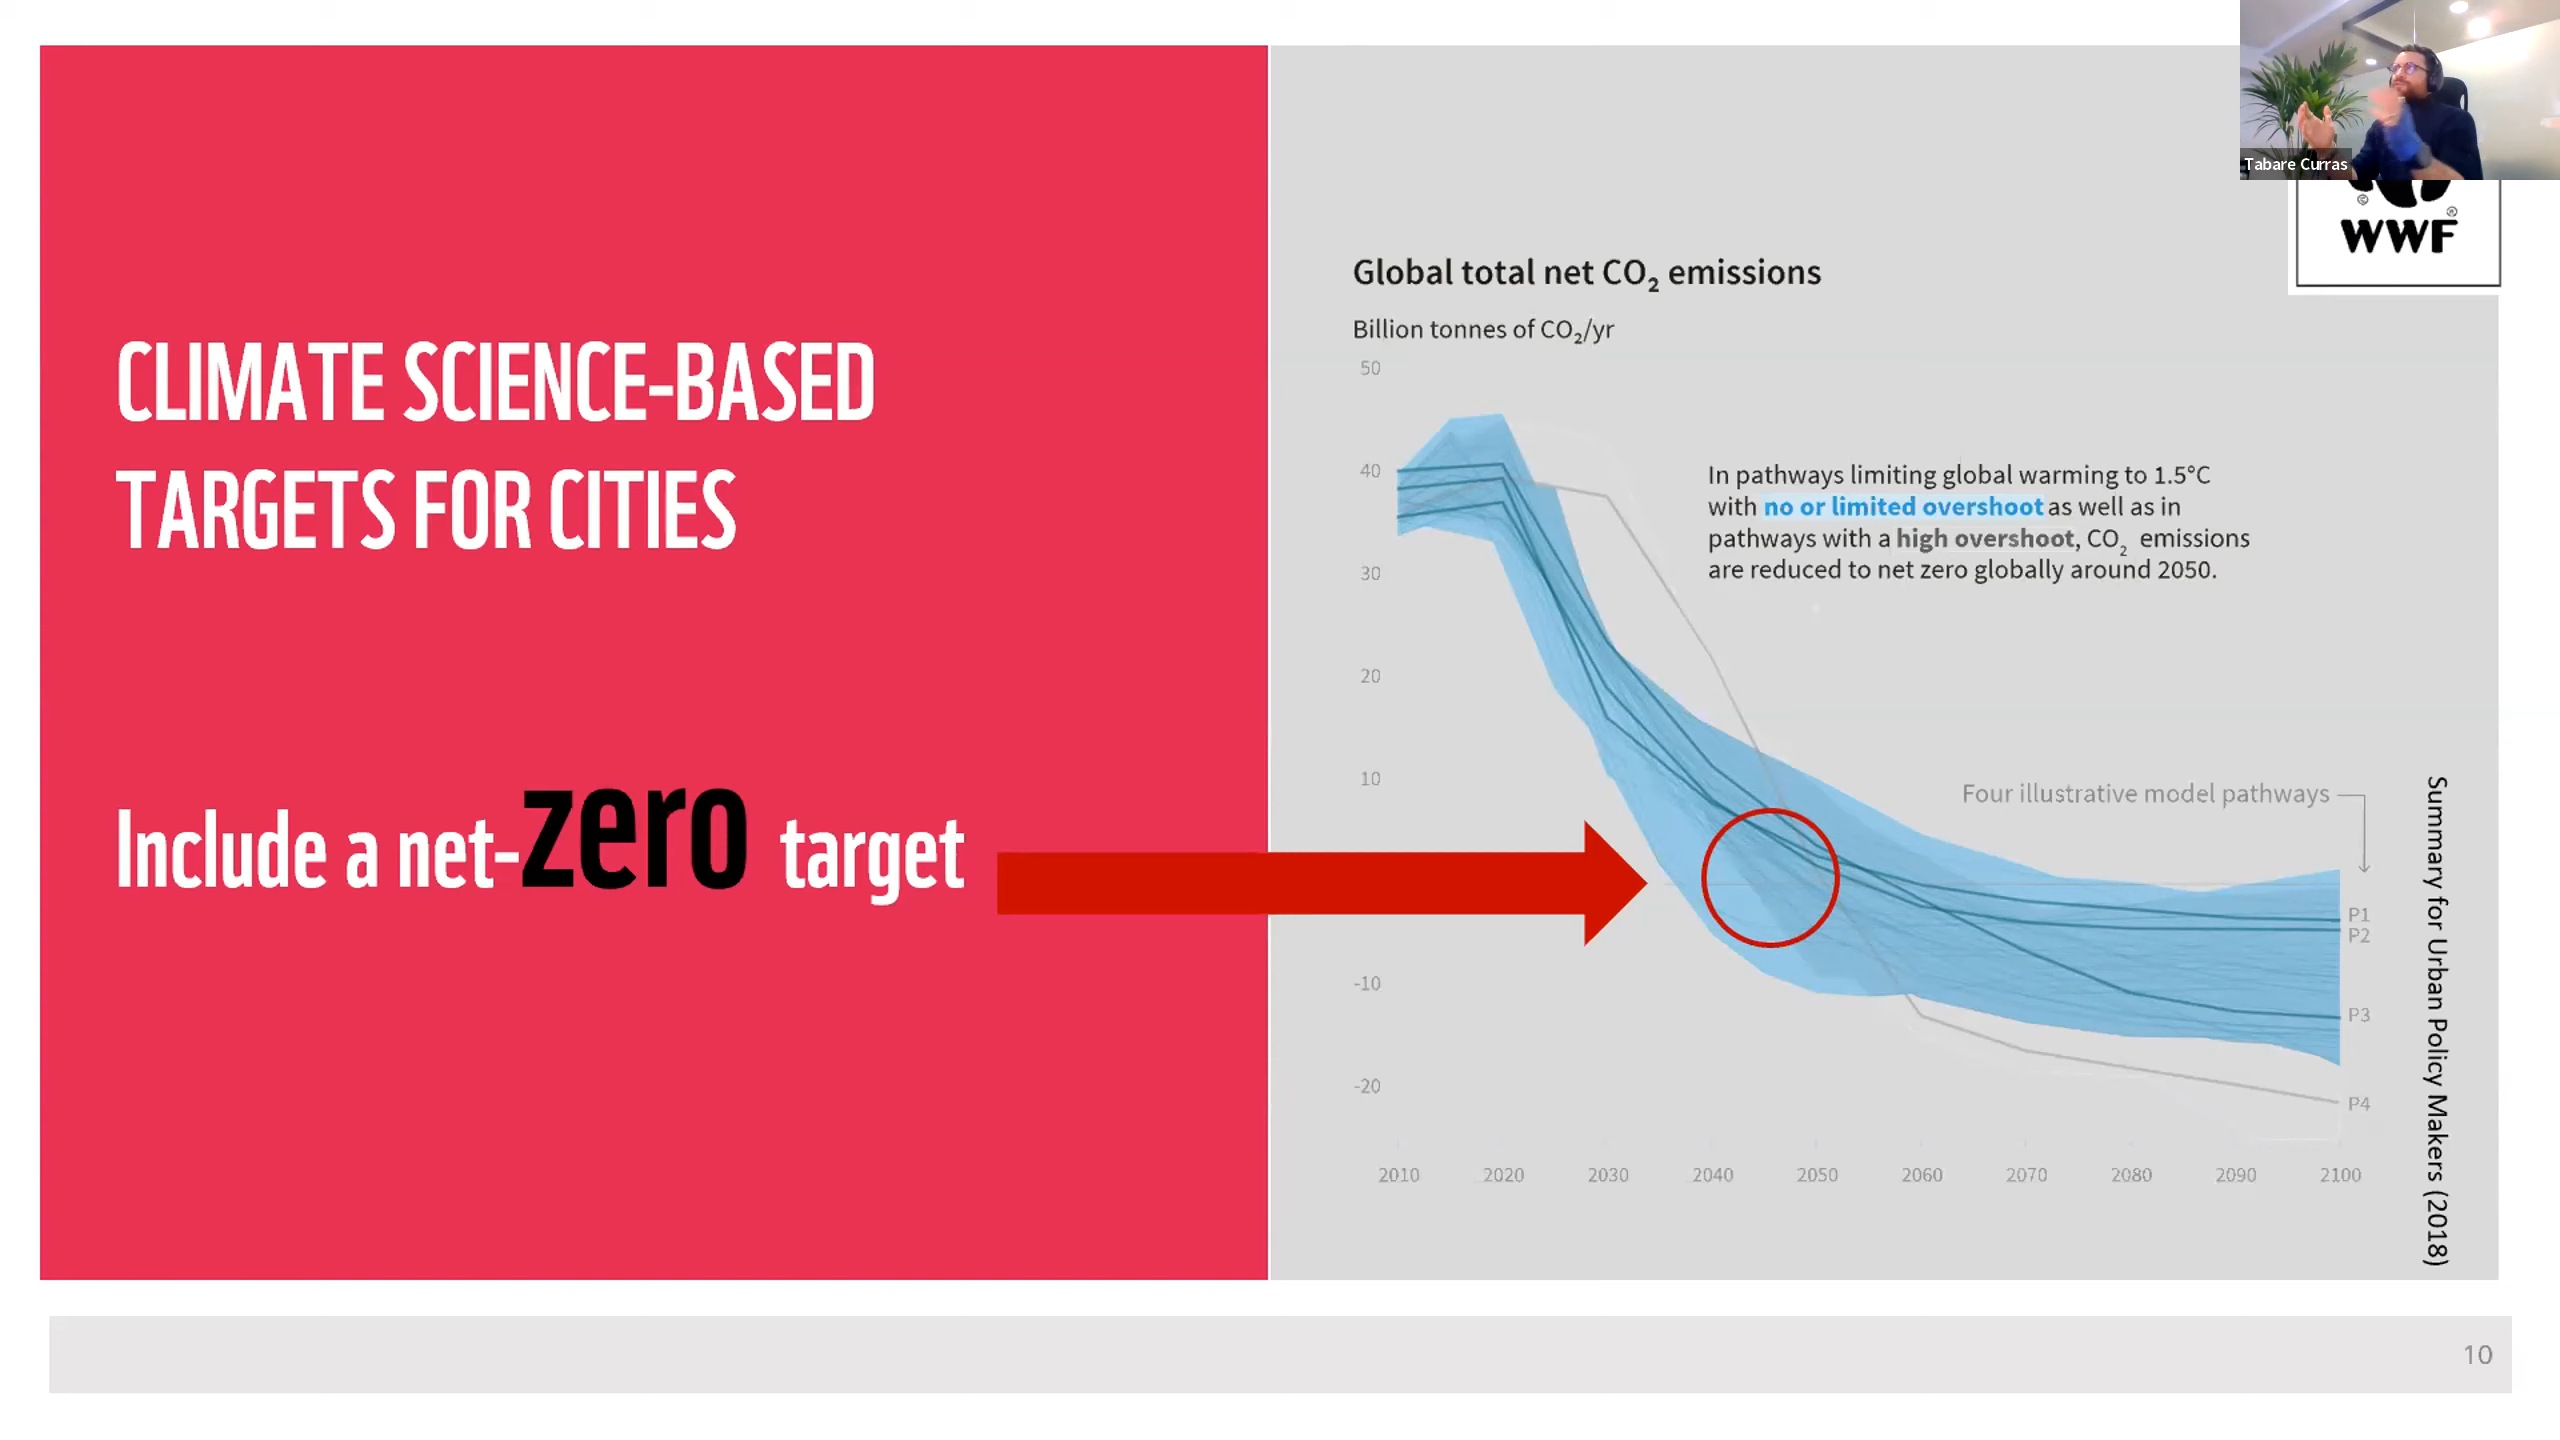 Tabare Curras
© ®
WWF
CLIMATE SCIENCE-BASED
TARGETS FOR CITIES
Include a net-zero target
Global total net CO₂ emissions
Billion tonnes of CO₂/yr
50
40
30
20
10
-10
-20
In pathways limiting global warming to 1.5°C
with no or limited overshoot as well as in
pathways with a high overshoot, CO₂ emissions
are reduced to net zero globally around 2050.
Four illustrative model pathways
P1
P2
P3
P4
2010 2020 2030 2040 2050 2060 2070 2080 2090 2100
Summary for Urban Policy Makers (2018)
10